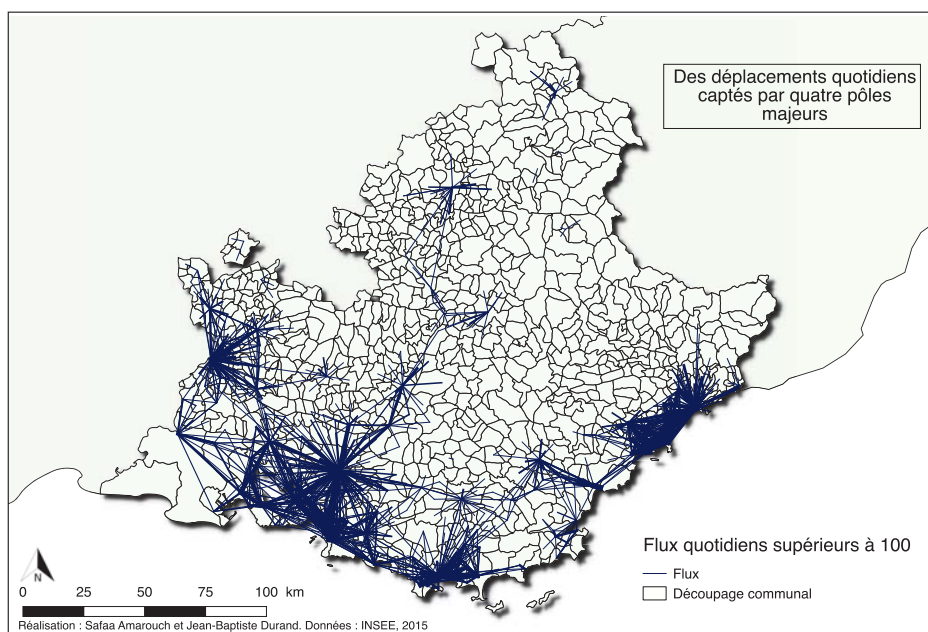 Des déplacements quotidiens
captés par quatre pôles
majeurs
Flux quotidiens supérieurs à 100
Flux
Découpage communal
N
0 25 50 75 100 km
Réalisation : Safaa Amarouch et Jean-Baptiste Durand. Données : INSEE, 2015